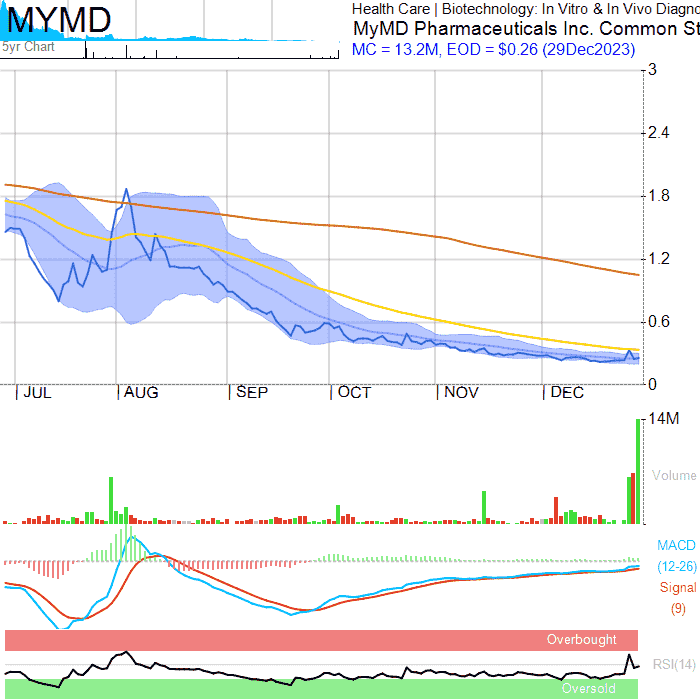 MYMD
5yr Chart
Health Care | Biotechnology: In Vitro & In Vivo Diagno
MyMD Pharmaceuticals Inc. Common St
MC = 13.2M, EOD = $0.26 (29Dec2023)
3
2.4
1.8
1.2
0.6
0
JUL AUG SEP OCT NOV DEC
14M
Volume
MACD
(12-26)
Signal
(9)
Overbought
RSI(14)
Oversold